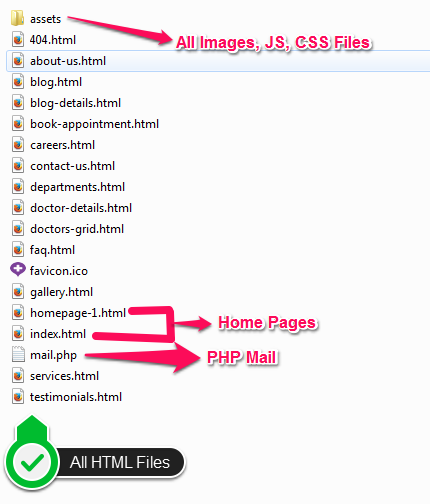 assets
All Images, JS, CSS Files
404.html
about-us.html
blog.html
blog-details.html
book-appointment.html
careers.html
contact-us.html
departments.html
doctor-details.html
doctors-grid.html
faq.html
favicon.ico
gallery.html
homepage-1.html
Home Pages
index.html
mail.php
PHP Mail
services.html
testimonials.html
All HTML Files